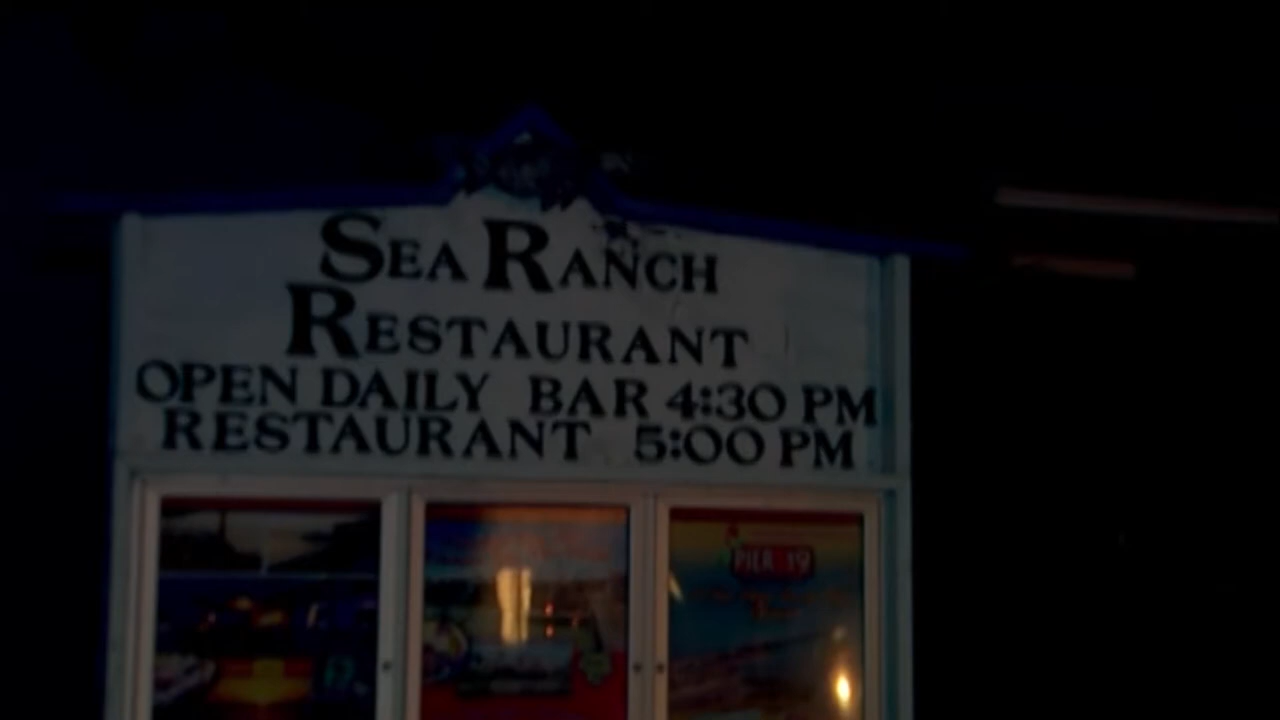 SEA RANCH
RESTAURANT
OPEN DAILY BAR 4:30 PM
RESTAURANT 5:00 PM
PIER 19